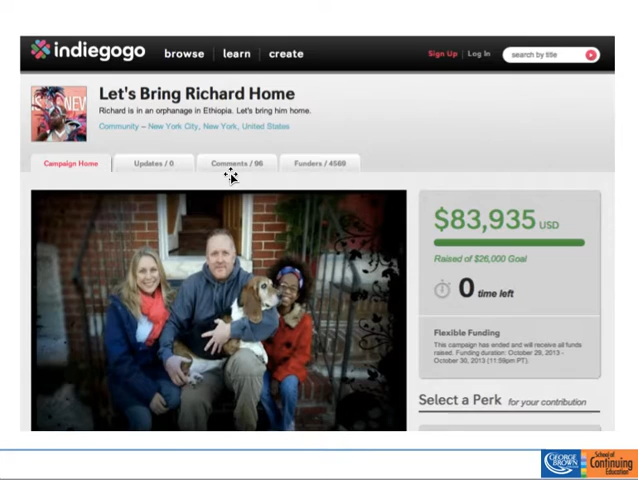 indiegogo browse learn create Sign Up Log In search by title
Let's Bring Richard Home
Richard is in an orphanage in Ethiopia. Let's bring him home.
Community – New York City, New York, United States
Campaign Home Updates / 0 Comments / 96 Funders / 4569
$83,935 USD
Raised of $26,000 Goal
0 time left
Flexible Funding
This campaign has ended and will receive all funds
raised. Funding duration: October 29, 2013 -
October 30, 2013 (11:59pm PT).
Select a Perk for your contribution
GEORGE BROWN
School of
Continuing
Education